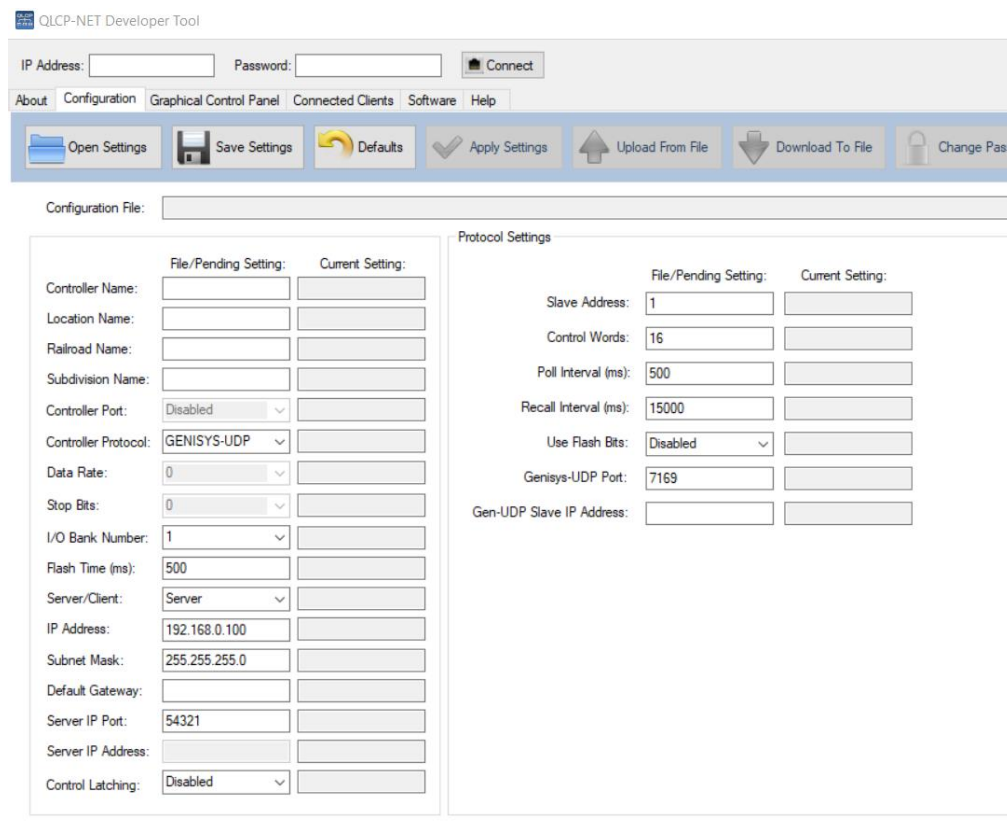 QLCP-NET Developer Tool
IP Address: Password: Connect
About Configuration Graphical Control Panel Connected Clients Software Help
Open Settings Save Settings Defaults Apply Settings Upload From File Download To File Change Pas
Configuration File:
File/Pending Setting: Current Setting:
Controller Name:
Location Name:
Railroad Name:
Subdivision Name:
Controller Port: Disabled
Controller Protocol: GENISYS-UDP
Data Rate: 0
Stop Bits: 0
I/O Bank Number: 1
Flash Time (ms): 500
Server/Client: Server
IP Address: 192.168.0.100
Subnet Mask: 255.255.255.0
Default Gateway:
Server IP Port: 54321
Server IP Address:
Control Latching: Disabled
Protocol Settings
File/Pending Setting: Current Setting:
Slave Address: 1
Control Words: 16
Poll Interval (ms): 500
Recall Interval (ms): 15000
Use Flash Bits: Disabled
Genisys-UDP Port: 7169
Gen-UDP Slave IP Address: